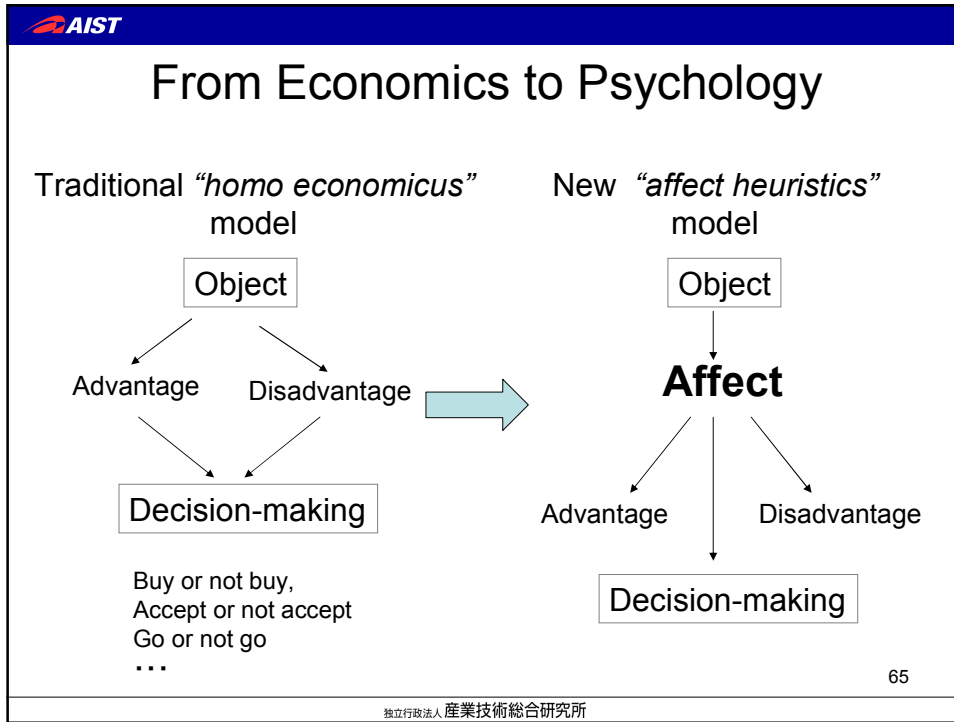 AIST
From Economics to Psychology
Traditional “homo economicus”
model
Object
Advantage
Disadvantage
Decision-making
Buy or not buy,
Accept or not accept
Go or not go
・・・
New “affect heuristics”
model
Object
Affect
Advantage
Disadvantage
Decision-making
65
独立行政法人 産業技術総合研究所